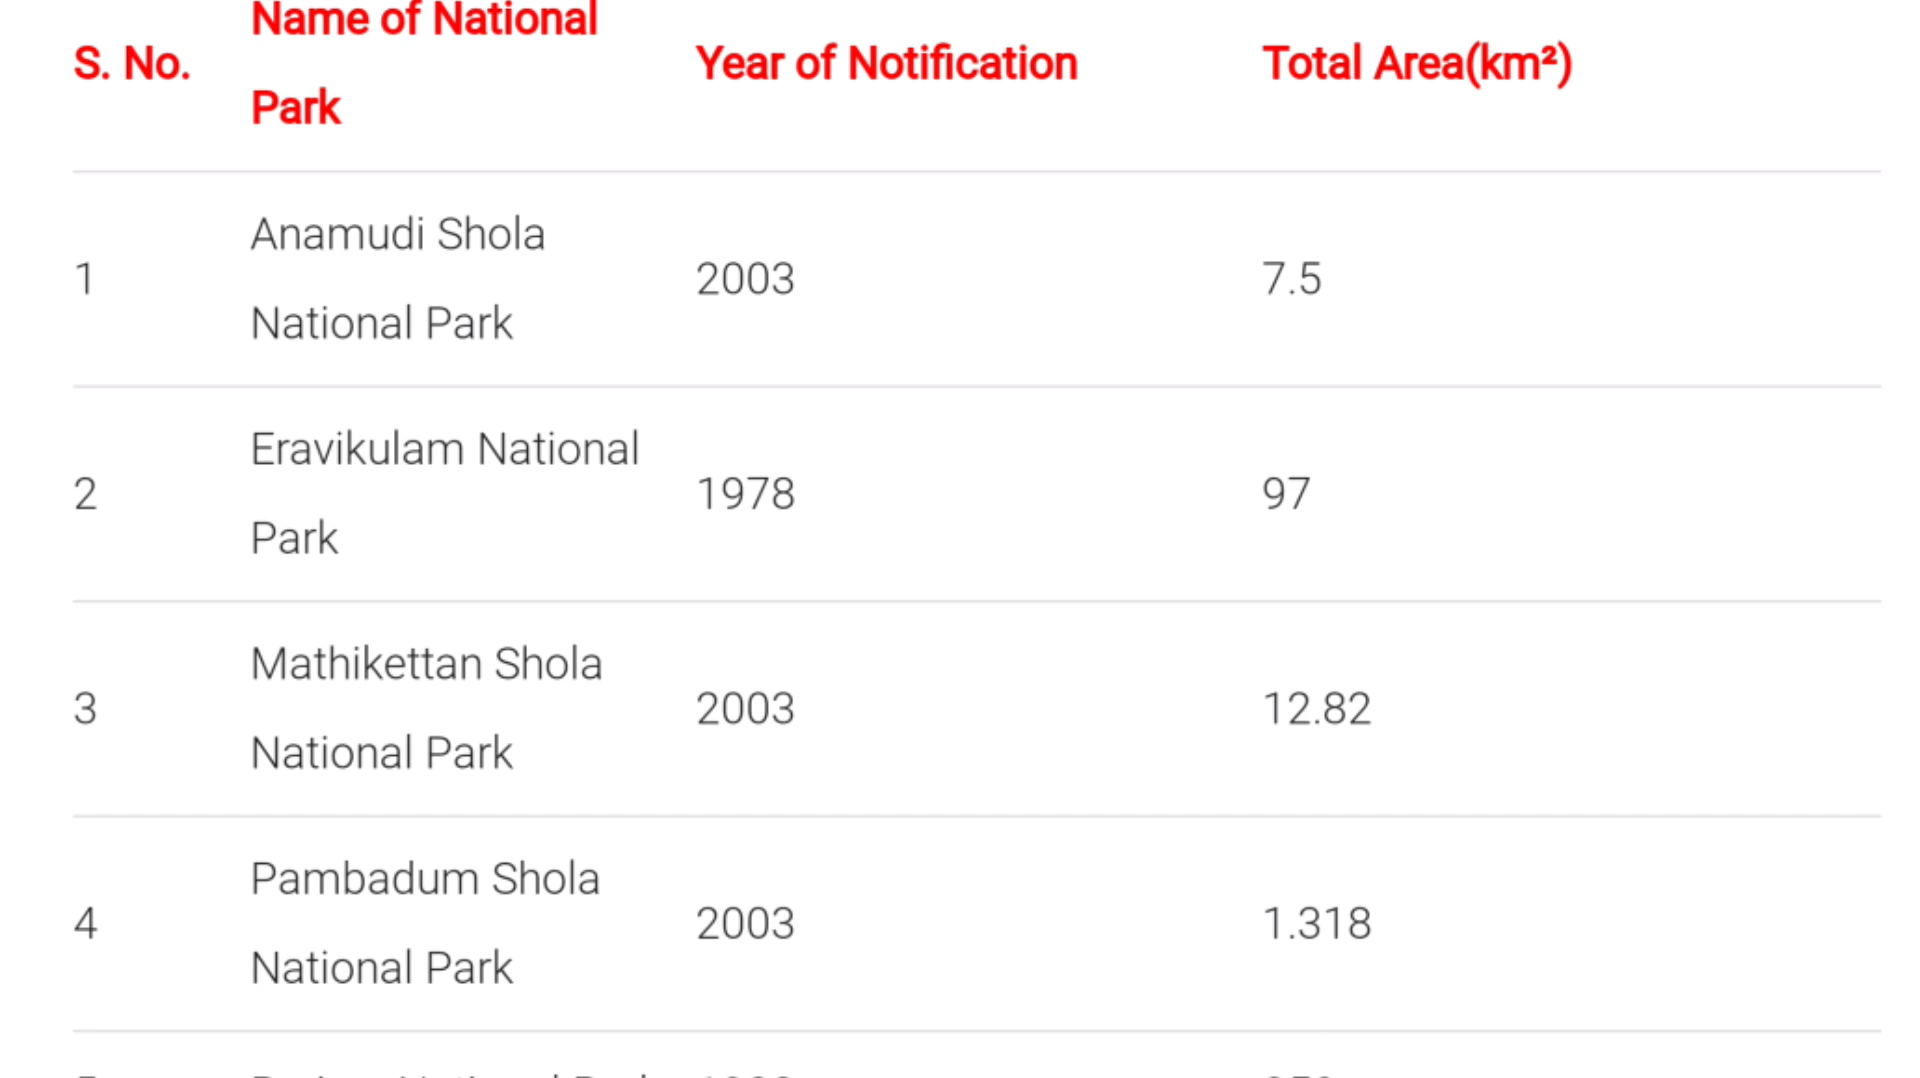 S. No.
Name of National
Park
Year of Notification
Total Area(km²)
1
Anamudi Shola
National Park
2003
7.5
2
Eravikulam National
Park
1978
97
3
Mathikettan Shola
National Park
2003
12.82
4
Pambadum Shola
National Park
2003
1.318